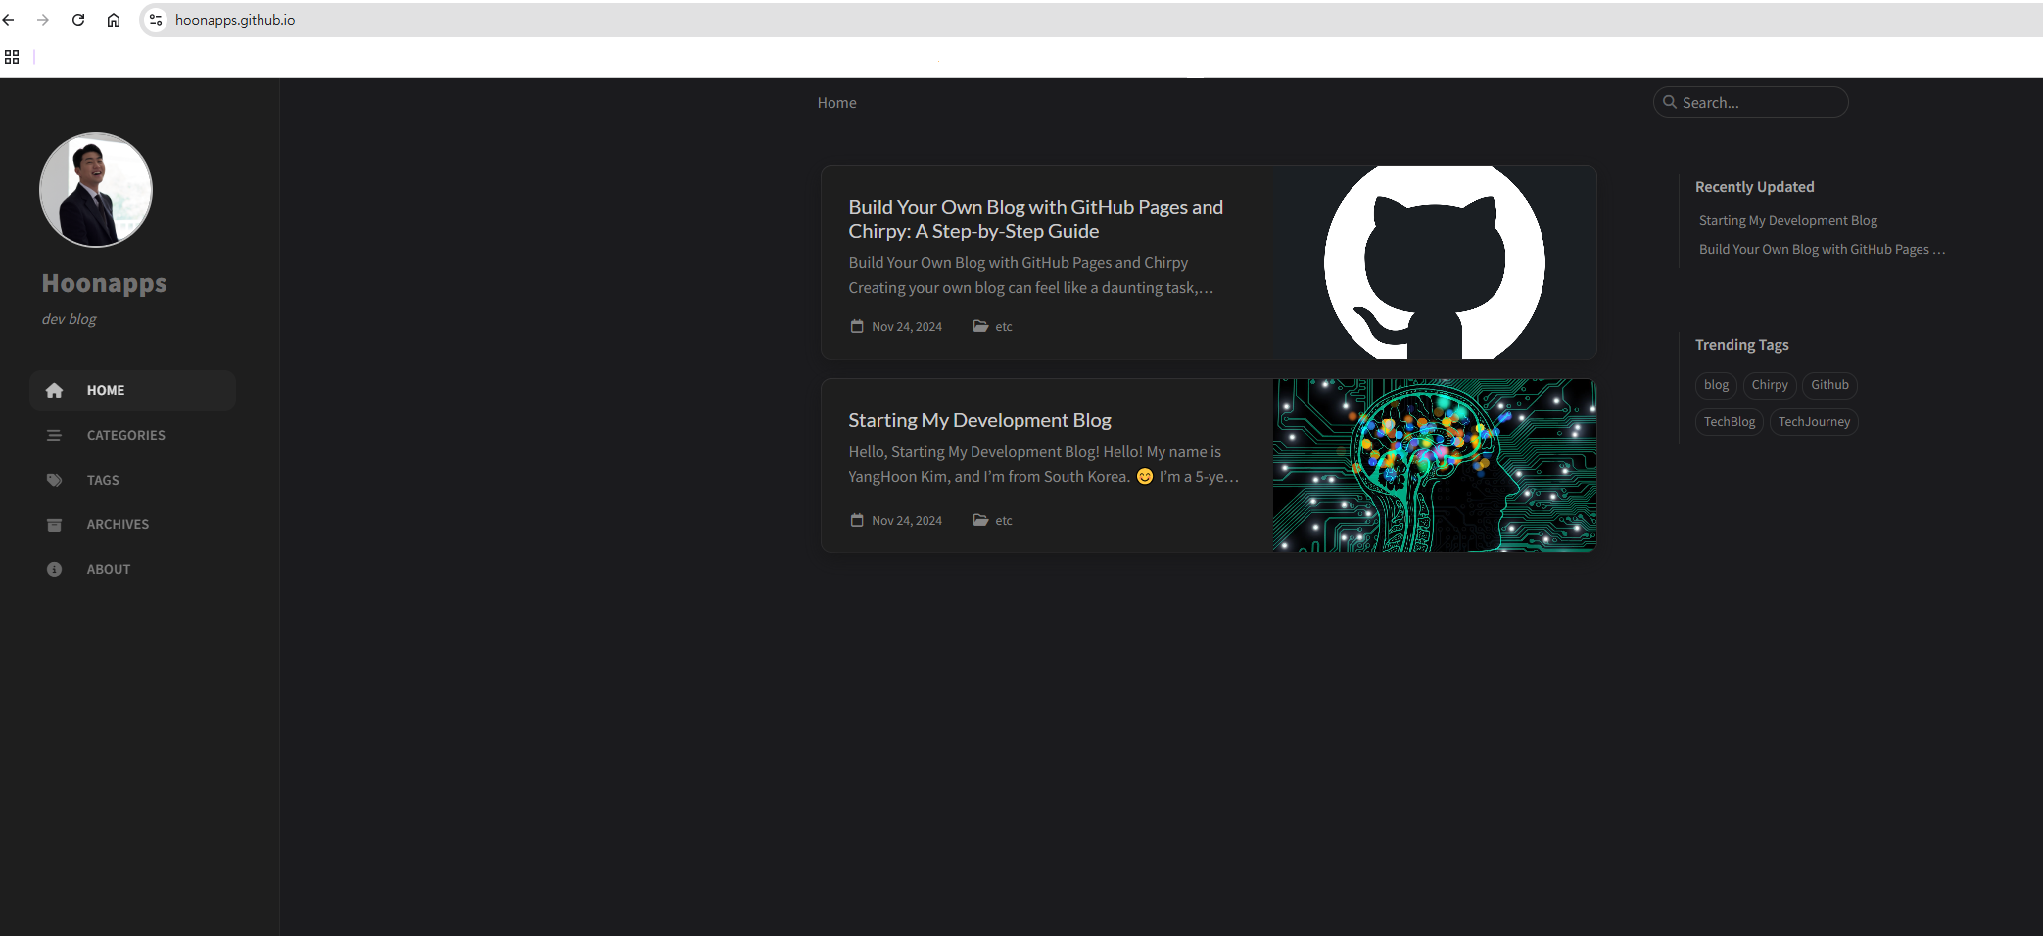 hoonapps.github.io
Hoonapps
dev blog
HOME
CATEGORIES
TAGS
ARCHIVES
ABOUT
Home
Build Your Own Blog with GitHub Pages and
Chirpy: A Step-by-Step Guide
Build Your Own Blog with GitHub Pages and Chirpy
Creating your own blog can feel like a daunting task,...
Nov 24, 2024 etc
Starting My Development Blog
Hello, Starting My Development Blog! Hello! My name is
YangHoon Kim, and I’m from South Korea. 😊 I’m a 5-ye...
Nov 24, 2024 etc
Search...
Recently Updated
Starting My Development Blog
Build Your Own Blog with GitHub Pages ...
Trending Tags
blog Chirpy Github
TechBlog TechJourney